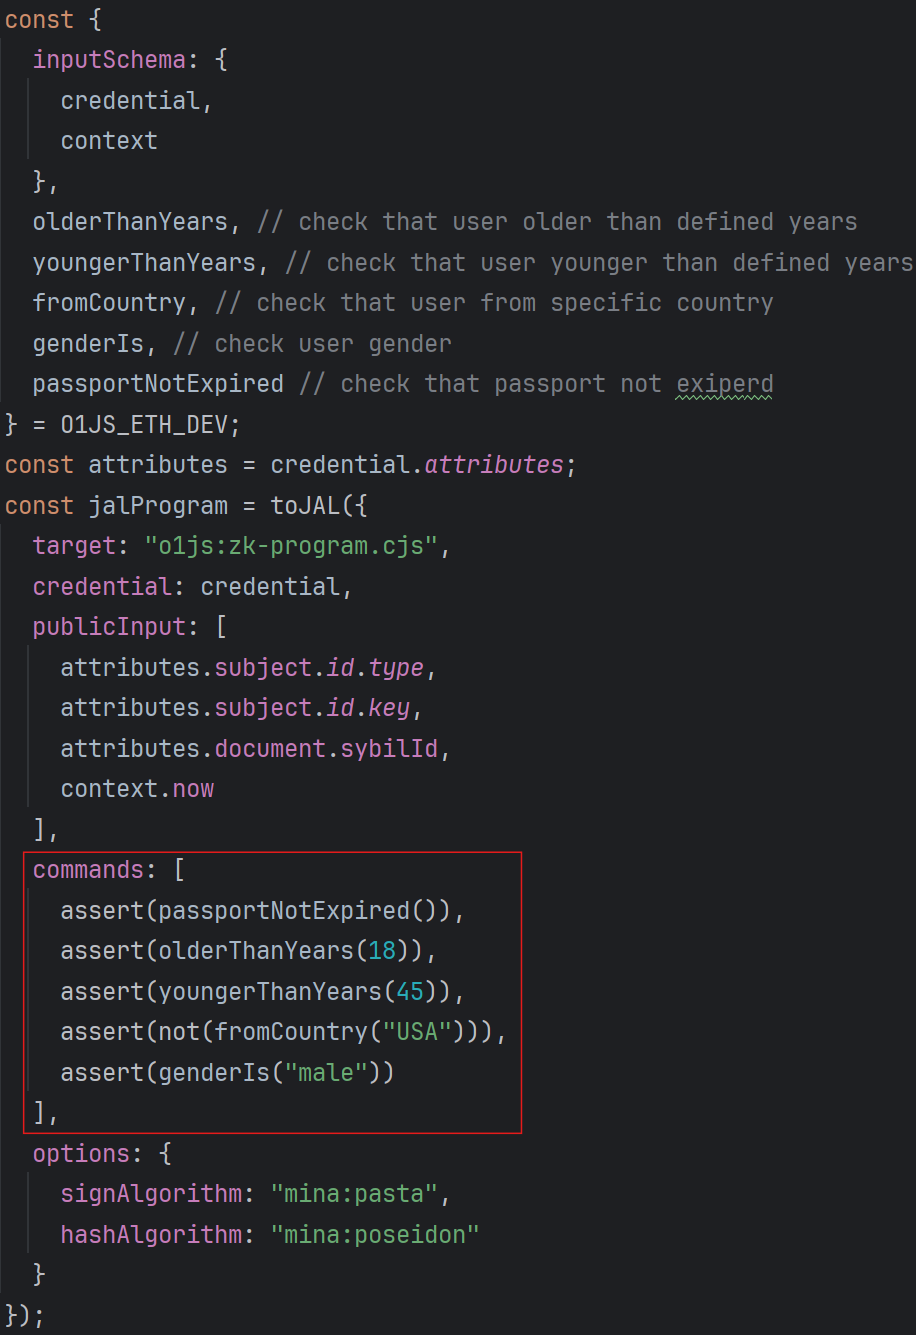 const {
inputSchema: {
credential,
context
},
olderThanYears, // check that user older than defined years
youngerThanYears, // check that user younger than defined years
fromCountry, // check that user from specific country
genderIs, // check user gender
passportNotExpired // check that passport not exiperd
} = O1JS_ETH_DEV;
const attributes = credential.attributes;
const jalProgram = toJAL({
target: "o1js:zk-program.cjs",
credential: credential,
publicInput: [
attributes.subject.id.type,
attributes.subject.id.key,
attributes.document.sybilId,
context.now
],
commands: [
assert(passportNotExpired()),
assert(olderThanYears(18)),
assert(youngerThanYears(45)),
assert(not(fromCountry("USA"))),
assert(genderIs("male"))
],
options: {
signAlgorithm: "mina:pasta",
hashAlgorithm: "mina:poseidon"
}
});